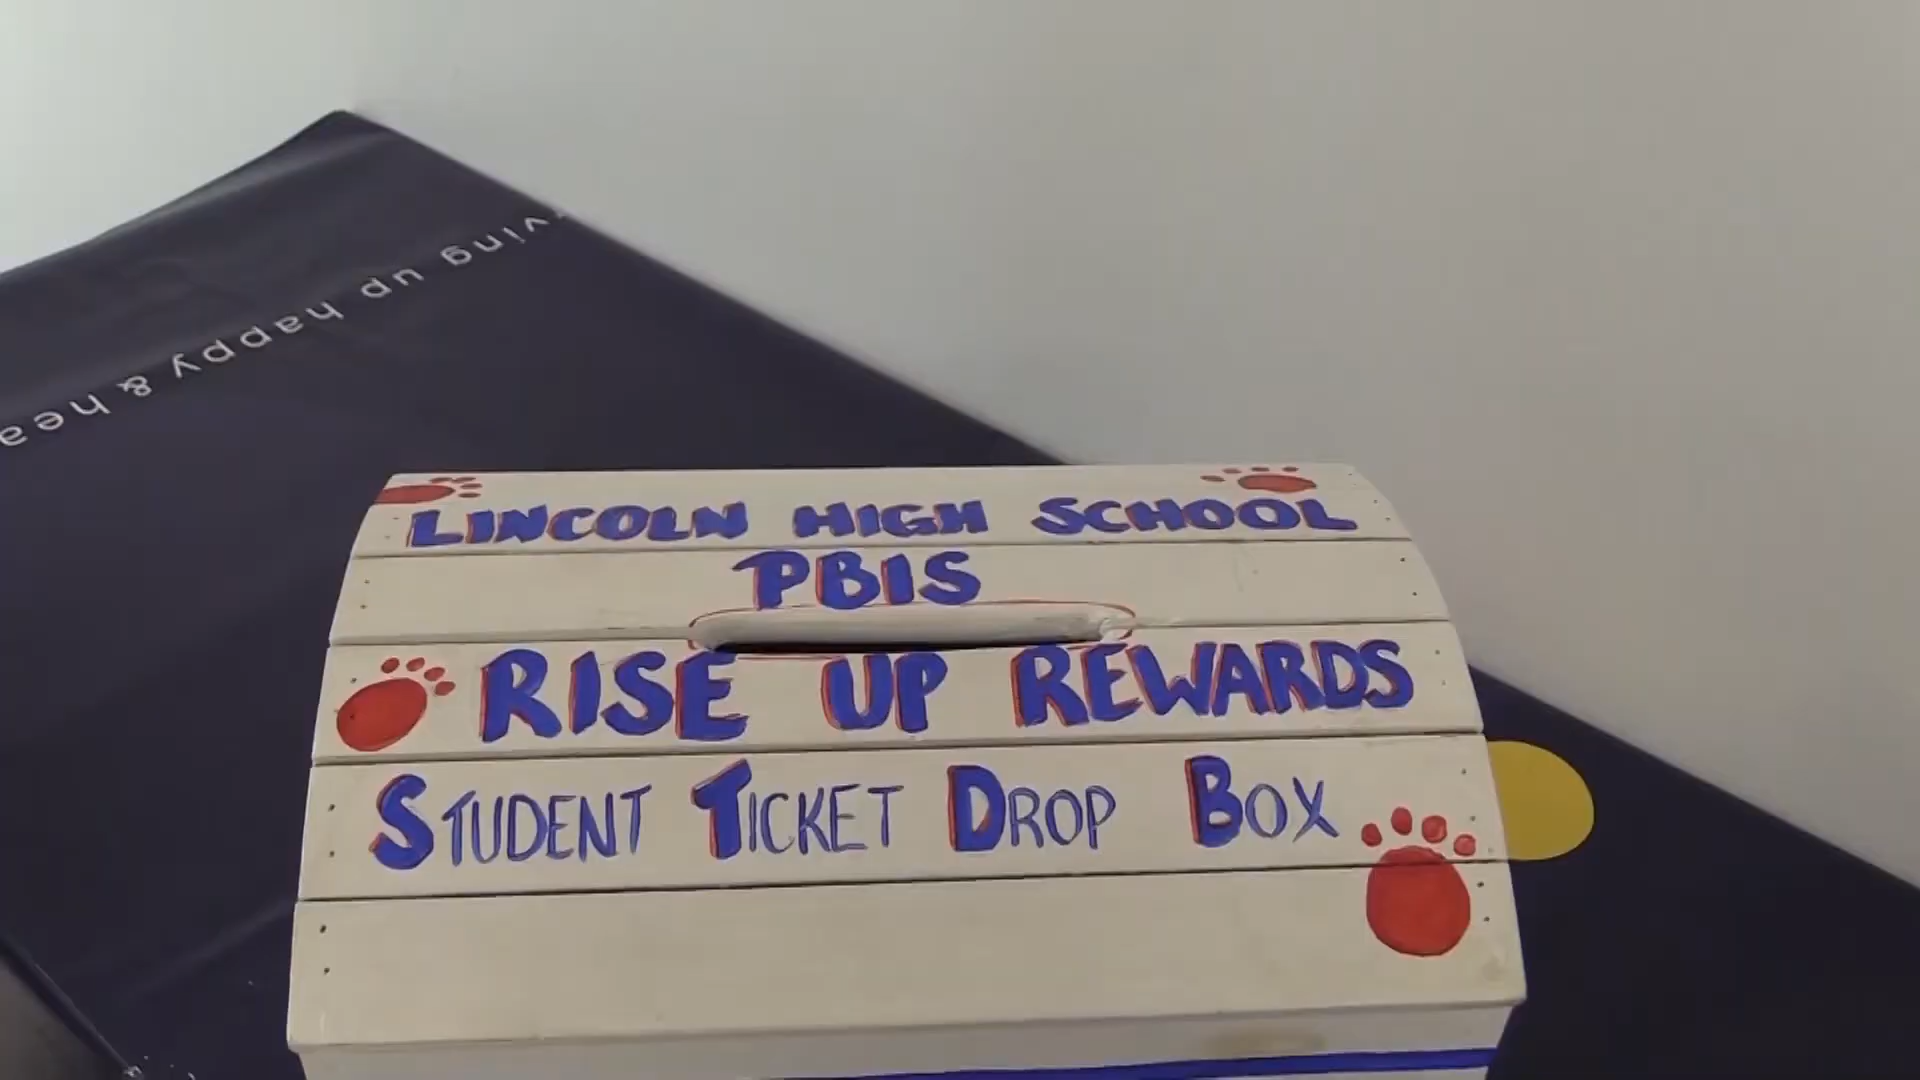 ving up happy & hea
LINCOLN HIGH SCHOOL
PBIS
RISE UP REWARDS
STUDENT TICKET DROP BOX